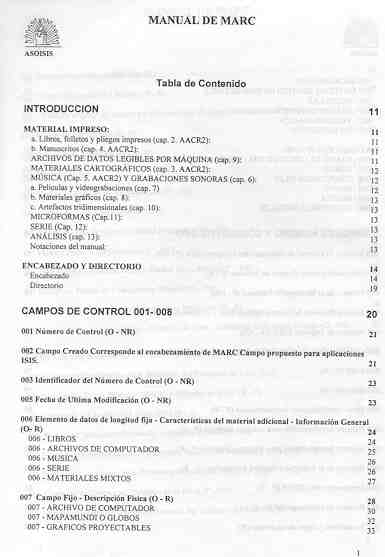 MANUAL DE MARC
ASOISIS
Tabla de Contenido
INTRODUCCION 11
MATERIAL IMPRESO: 11
a. Libros, folletos y pliegos impresos (cap. 2. AACR2): 11
b. Manuscritos (cap. 4. AACR2): 11
ARCHIVOS DE DATOS LEGIBLES POR MÁQUINA (cap. 9): 11
MATERIALES CARTOGRÁFICOS (cap. 3. AACR2): 12
MÚSICA (Cap. 5. AACR2) Y GRABACIONES SONORAS (cap. 6): 12
a. Películas y videograbaciones (cap. 7) 12
b. Materiales gráficos (cap. 8): 12
c. Artefactos tridimensionales (cap. 10): 13
MICROFORMAS (Cap.11): 13
SERIE (Cap. 12): 13
ANÁLISIS (cap. 13): 13
Notaciones del manual: 13
ENCABEZADO Y DIRECTORIO 14
Encabezado 14
Directorio 19
CAMPOS DE CONTROL 001- 005 20
001 Número de Control (O - NR) 21
002 Campo Creado Corresponde al encabezamiento de MARC Campo propuesto para aplicaciones
ISIS. 21
003 Identificador del Número de Control (O - NR) 23
005 Fecha de Ultima Modificación (O - NR) 23
006 Elemento de datos de longitud fija - Características del material adicional - Información General
(O- R) 24
006 - LIBROS 24
006 - ARCHIVOS DE COMPUTADOR 25
006 - MUSICA 26
006 - SERIE 26
006 - MATERIALES MIXTOS 27
007 Campo Fijo - Descripción Física (O - R) 28
007 - ARCHIVO DE COMPUTADOR 30
007 - MAPAMUNDI O GLOBOS 32
007 - GRAFICOS PROYECTABLES 33
1